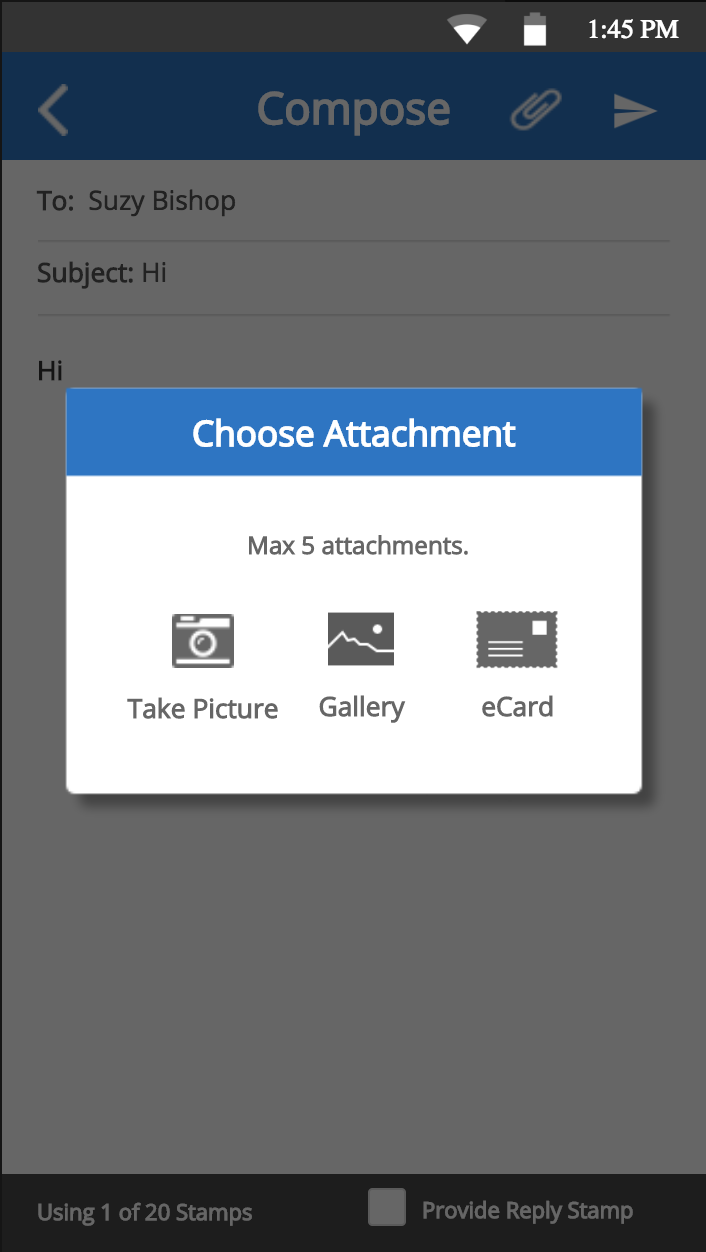 1:45 PM
Compose
To: Suzy Bishop
Subject: Hi
Hi
Choose Attachment
Max 5 attachments.
Take Picture Gallery eCard
Using 1 of 20 Stamps Provide Reply Stamp